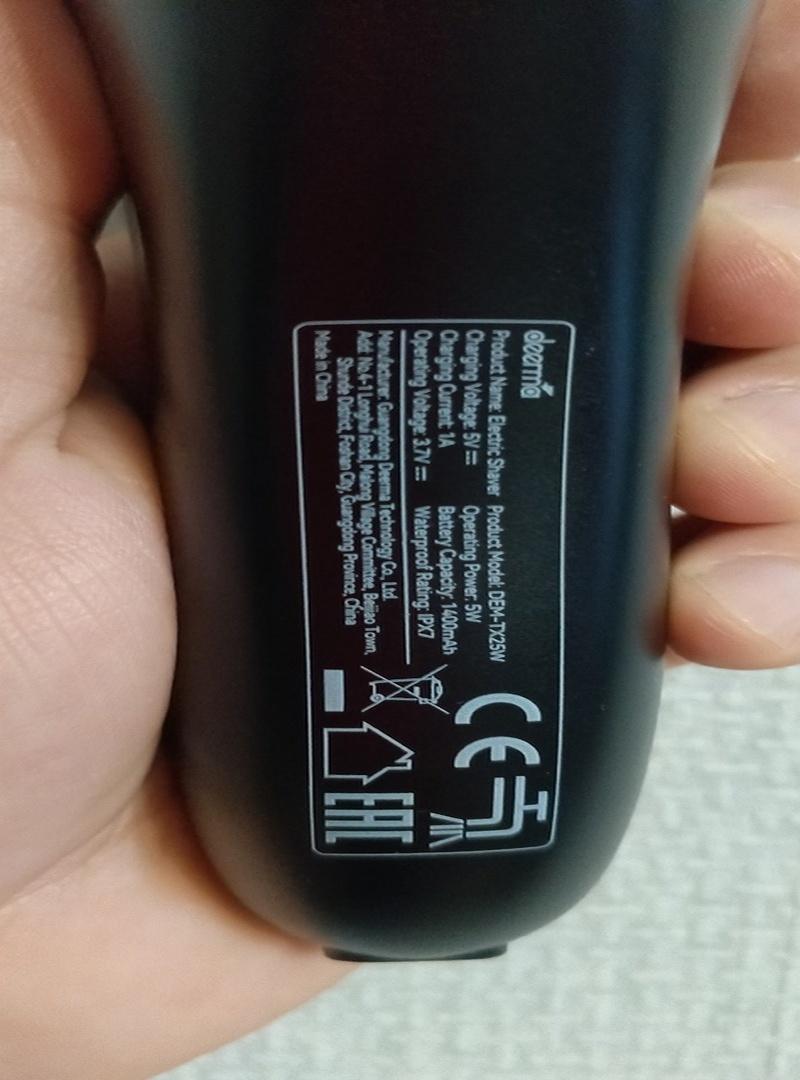 deerma
Product Name: Electric Shaver Product Model: DEM-TX25W
Charging Voltage: 5V⎓ Operating Power: 5W
Charging Current: 1A Battery Capacity: 1400mAh
Operating Voltage: 3.7V⎓ Waterproof Rating: IPX7
Manufacturer: Guangdong Deerma Technology Co., Ltd.
Add: No.4-1 Longhui Road, Malong Village Committee, Beijiao Town,
Shunde District, Foshan City, Guangdong Province, China
Made in China
CE
EAC